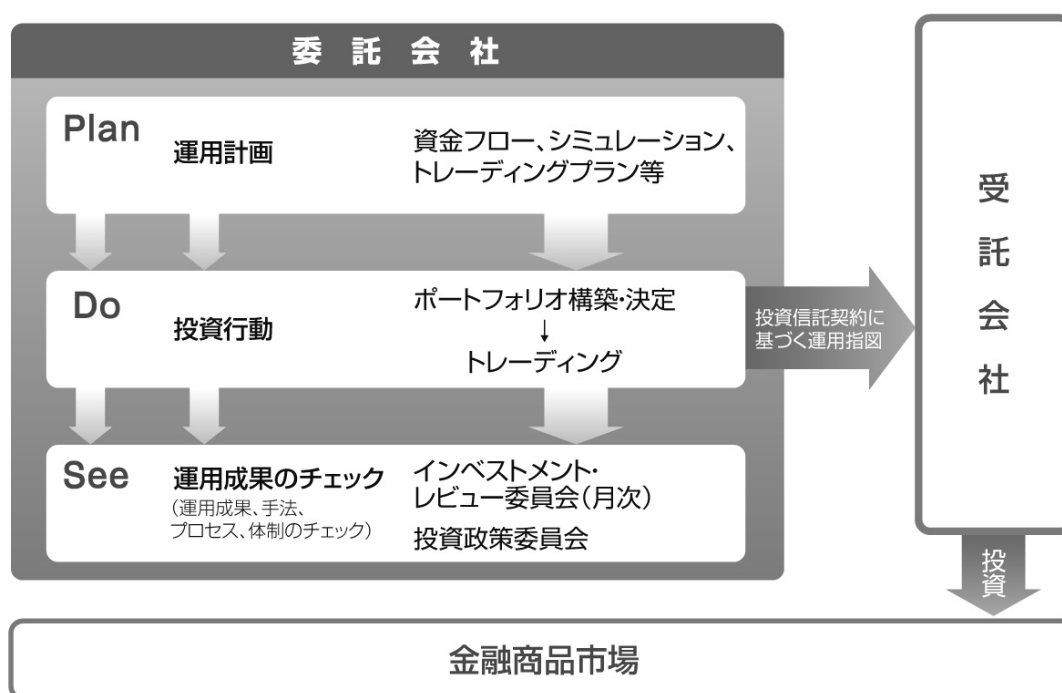 委託会社
Plan
運用計画
資金フロー、シミュレーション、
トレーディングプラン等
Do
投資行動
ポートフォリオ構築・決定
↓
トレーディング
See
運用成果のチェック
(運用成果、手法、
プロセス、体制のチェック)
インベストメント・
レビュー委員会(月次)
投資政策委員会
投資信託契約に
基づく運用指図
受託会社
投資
金融商品市場